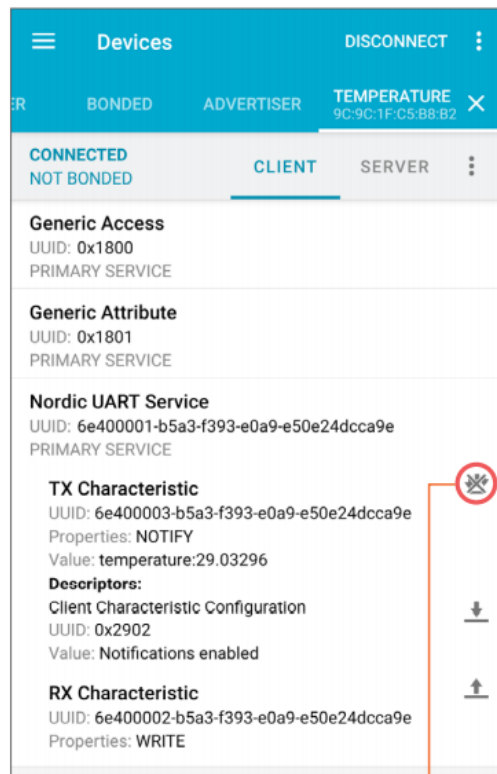 Devices
DISCONNECT
ER
BONDED
ADVERTISER
TEMPERATURE
9C:9C:1F:C5:B8:B2
CONNECTED
NOT BONDED
CLIENT
SERVER
Generic Access
UUID: 0x1800
PRIMARY SERVICE
Generic Attribute
UUID: 0x1801
PRIMARY SERVICE
Nordic UART Service
UUID: 6e400001-b5a3-f393-e0a9-e50e24dcca9e
PRIMARY SERVICE
TX Characteristic
UUID: 6e400003-b5a3-f393-e0a9-e50e24dcca9e
Properties: NOTIFY
Value: temperature:29.03296
Descriptors:
Client Characteristic Configuration
UUID: 0x2902
Value: Notifications enabled
RX Characteristic
UUID: 6e400002-b5a3-f393-e0a9-e50e24dcca9e
Properties: WRITE